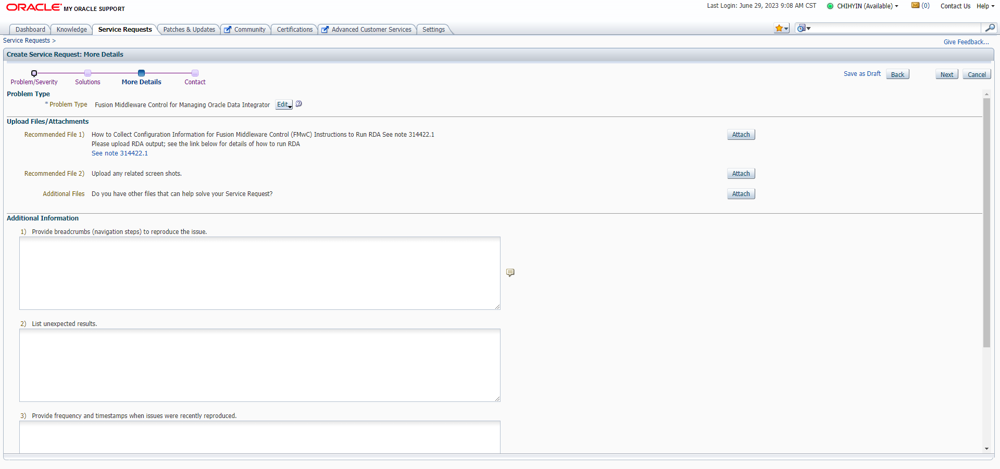 ORACLE MY ORACLE SUPPORT
Last Login: June 29, 2023 9:08 AM CST CHIHYIN (Available) (0) Contact Us Help
Dashboard Knowledge Service Requests Patches & Updates Community Certifications Advanced Customer Services Settings
Service Requests >
Give Feedback...
Create Service Request: More Details
Problem/Severity Solutions More Details Contact
Save as Draft Back Next Cancel
Problem Type
* Problem Type Fusion Middleware Control for Managing Oracle Data Integrator Edit
Upload Files/Attachments
Recommended File 1) How to Collect Configuration Information for Fusion Middleware Control (FMwC) Instructions to Run RDA See note 314422.1 Attach
Please upload RDA output; see the link below for details of how to run RDA
See note 314422.1
Recommended File 2) Upload any related screen shots. Attach
Additional Files Do you have other files that can help solve your Service Request? Attach
Additional Information
1) Provide breadcrumbs (navigation steps) to reproduce the issue.
2) List unexpected results.
3) Provide frequency and timestamps when issues were recently reproduced.